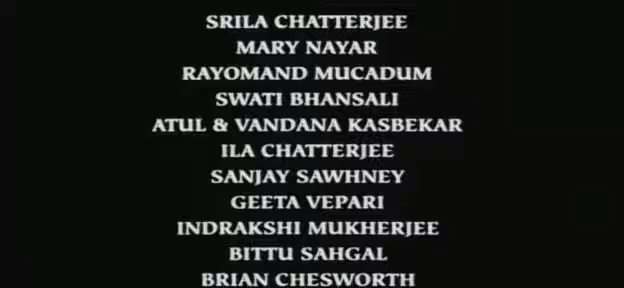 SRILA CHATTERJEE
MARY NAYAR
RAYOMAND MUCADUM
SWATI BHANSALI
ATUL & VANDANA KASBEKAR
ILA CHATTERJEE
SANJAY SAWHNEY
GEETA VEPARI
INDRAKSHI MUKHERJEE
BITTU SAHGAL
BRIAN CHESWORTH